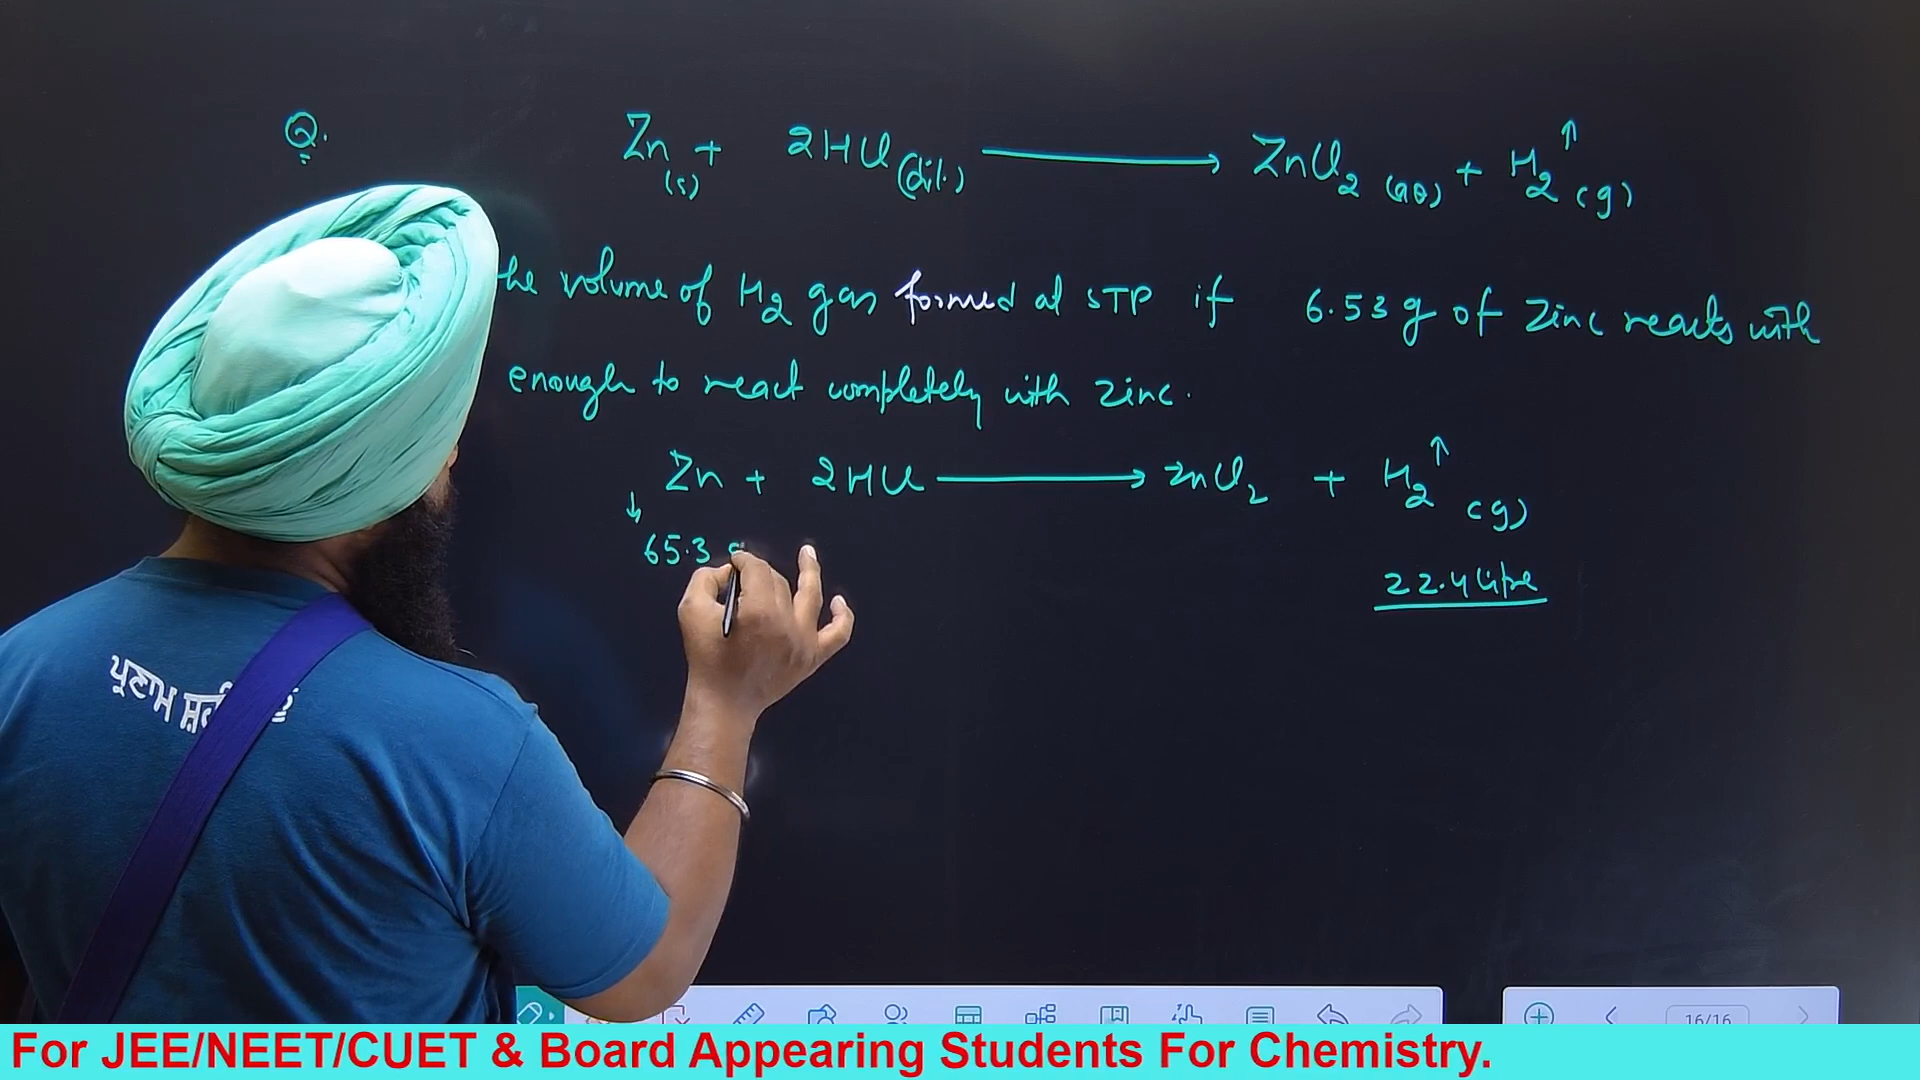 Q. Zn(s) + 2HCl(dil.) ⟶ ZnCl₂(aq) + H₂↑(g)
the volume of H₂ gas formed at STP if 6.53 g of zinc reacts with
enough to react completely with zinc.
Zn + 2HCl ⟶ ZnCl₂ + H₂↑(g)
↓
65.3 22.4 litre
ਪ੍ਰਣਾਮ
16/16
For JEE/NEET/CUET & Board Appearing Students For Chemistry.